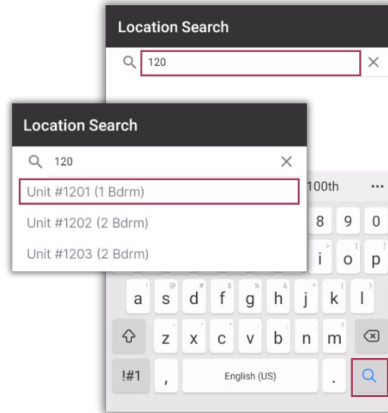 Location Search
120
Location Search
120
Unit #1201 (1 Bdrm)
Unit #1202 (2 Bdrm)
Unit #1203 (2 Bdrm)
100th ...
8 9 0
i o p
a s d f g h j k l
z x c v b n m
!#1 , English (US) .